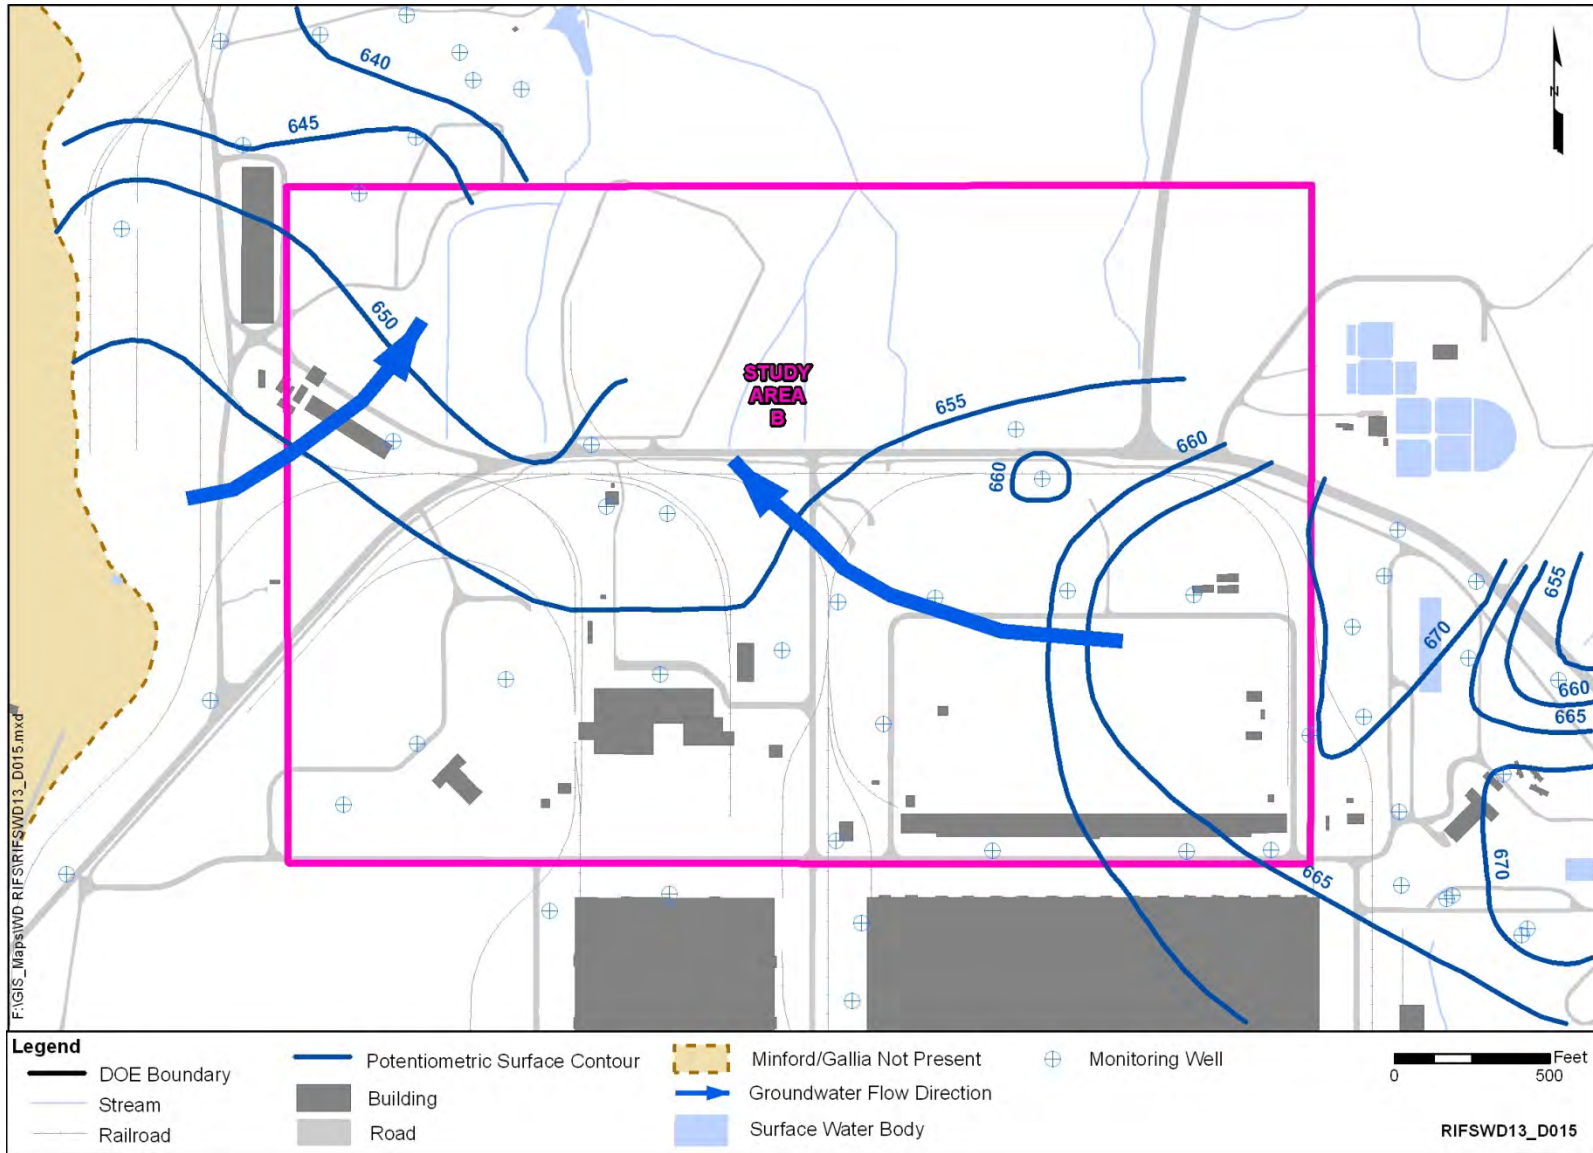 640
645
650
N
STUDY
AREA
B
655
660
660
670
655
660
665
665
670
F:\GIS_Maps\WD RIFS\RIFSWD13_D015.mxd
Legend
DOE Boundary
Stream
Railroad
Potentiometric Surface Contour
Building
Road
Minford/Gallia Not Present
Groundwater Flow Direction
Surface Water Body
Monitoring Well
Feet
0 500
RIFSWD13_D015